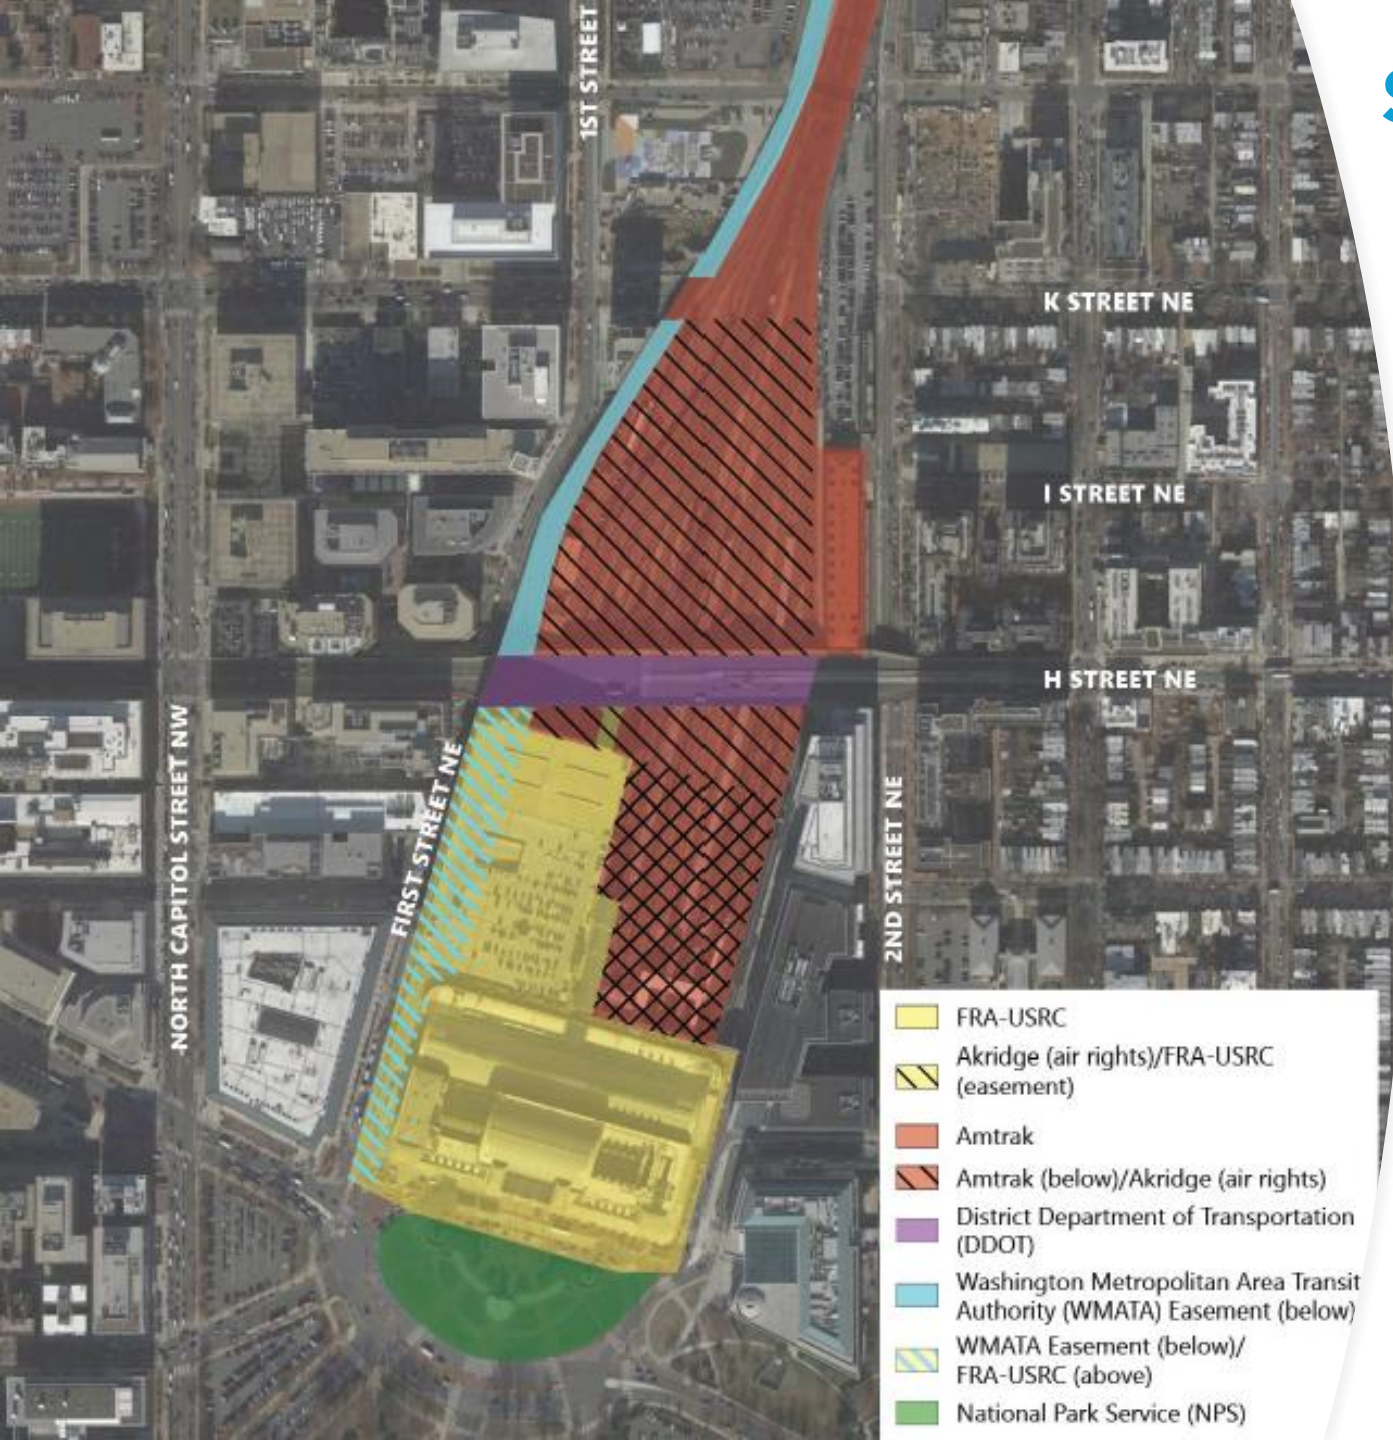 1ST STREET
S
K STREET NE
I STREET NE
H STREET NE
NORTH CAPITOL STREET NW
FIRST STREET NE
2ND STREET NE
FRA-USRC
Akridge (air rights)/FRA-USRC
(easement)
Amtrak
Amtrak (below)/Akridge (air rights)
District Department of Transportation
(DDOT)
Washington Metropolitan Area Transit
Authority (WMATA) Easement (below)
WMATA Easement (below)/
FRA-USRC (above)
National Park Service (NPS)